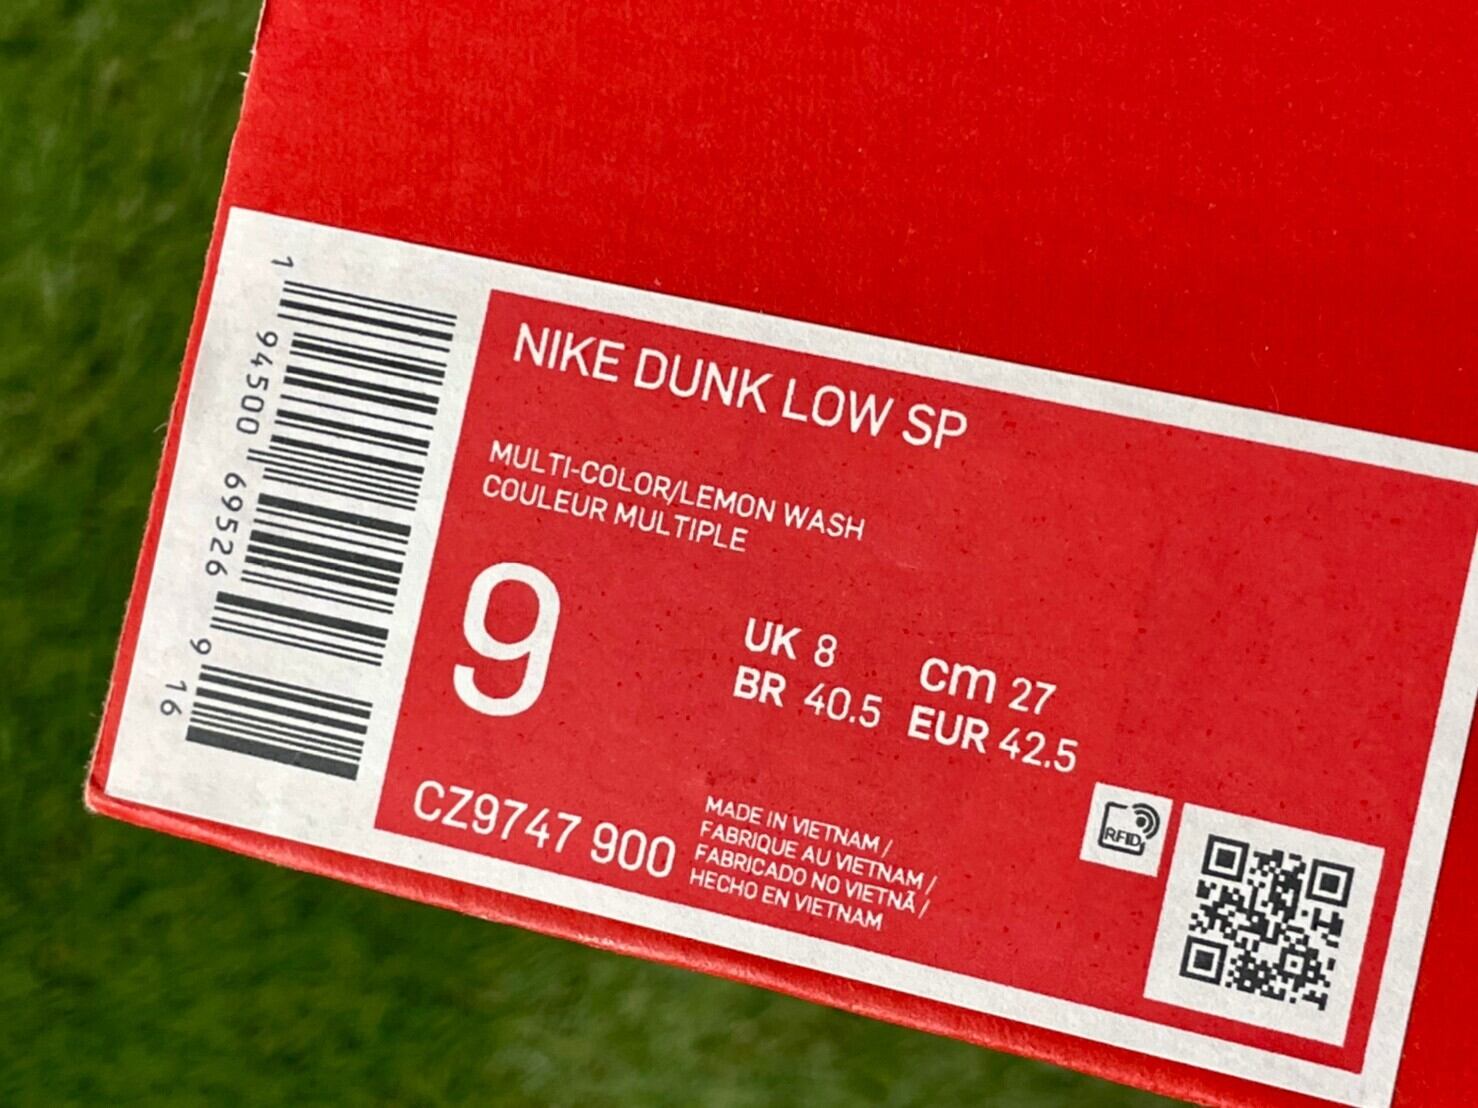 1 94500 69526 9 16
NIKE DUNK LOW SP
MULTI-COLOR/LEMON WASH
COULEUR MULTIPLE
9
UK 8 cm 27
BR 40.5 EUR 42.5
CZ9747 900
MADE IN VIETNAM /
FABRIQUE AU VIETNAM /
FABRICADO NO VIETNÃ /
HECHO EN VIETNAM
RFID